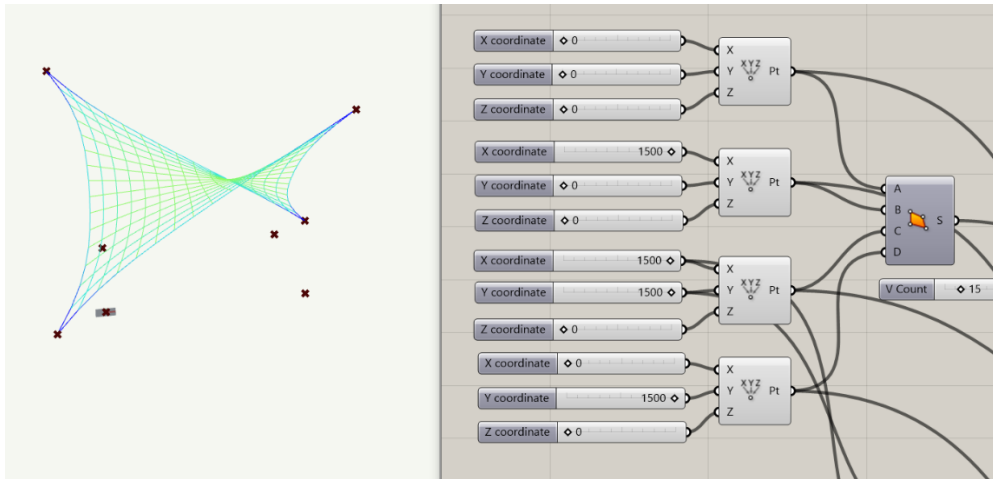 X coordinate 0
Y coordinate 0
Z coordinate 0
X Y Z XYZ Pt
X coordinate 1500
Y coordinate 0
Z coordinate 0
X Y Z XYZ Pt
X coordinate 1500
Y coordinate 1500
Z coordinate 0
X Y Z XYZ Pt
X coordinate 0
Y coordinate 1500
Z coordinate 0
X Y Z XYZ Pt
A
B
C
D
S
V Count 15